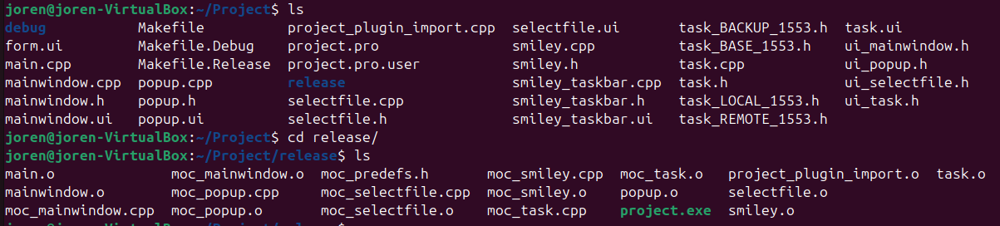 joren@joren-VirtualBox:~/Project$ ls
debug Makefile project_plugin_import.cpp selectfile.ui task_BACKUP_1553.h task.ui
form.ui Makefile.Debug project.pro smiley.cpp task_BASE_1553.h ui_mainwindow.h
main.cpp Makefile.Release project.pro.user smiley.h task.cpp ui_popup.h
mainwindow.cpp popup.cpp release smiley_taskbar.cpp task.h ui_selectfile.h
mainwindow.h popup.h selectfile.cpp smiley_taskbar.h task_LOCAL_1553.h ui_task.h
mainwindow.ui popup.ui selectfile.h smiley_taskbar.ui task_REMOTE_1553.h
joren@joren-VirtualBox:~/Project$ cd release/
joren@joren-VirtualBox:~/Project/release$ ls
main.o moc_mainwindow.o moc_predefs.h moc_smiley.cpp moc_task.o project_plugin_import.o task.o
mainwindow.o moc_popup.cpp moc_selectfile.cpp moc_smiley.o popup.o selectfile.o
moc_mainwindow.cpp moc_popup.o moc_selectfile.o moc_task.cpp project.exe smiley.o